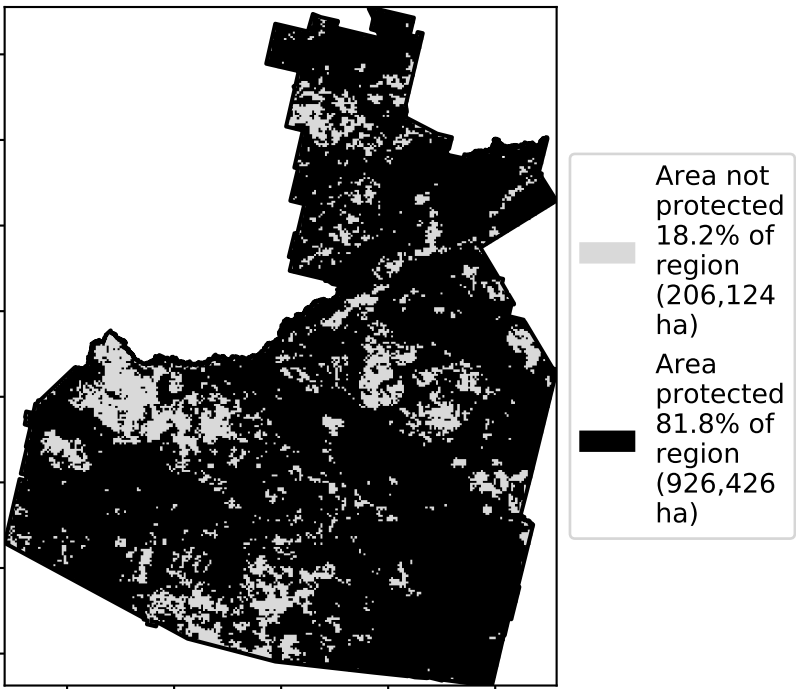 Area not
protected
18.2% of
region
(206,124
ha)
Area
protected
81.8% of
region
(926,426
ha)